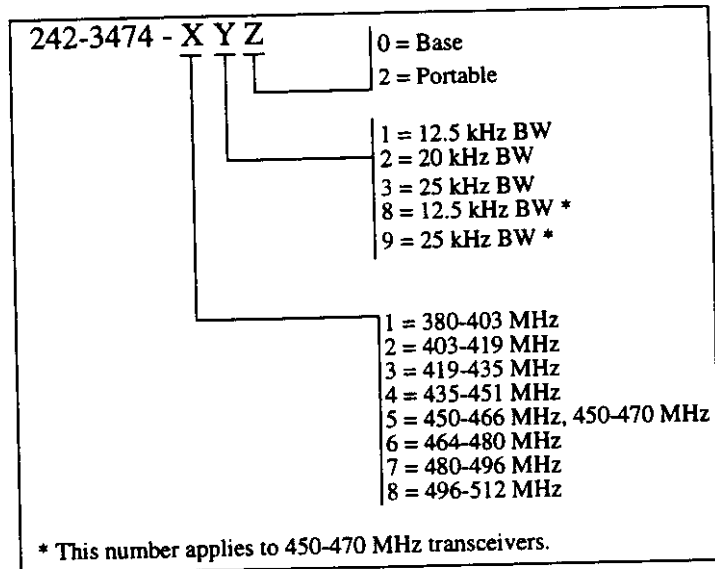 242-3474 - X Y Z
0 = Base
2 = Portable
1 = 12.5 kHz BW
2 = 20 kHz BW
3 = 25 kHz BW
8 = 12.5 kHz BW *
9 = 25 kHz BW *
1 = 380-403 MHz
2 = 403-419 MHz
3 = 419-435 MHz
4 = 435-451 MHz
5 = 450-466 MHz, 450-470 MHz
6 = 464-480 MHz
7 = 480-496 MHz
8 = 496-512 MHz
* This number applies to 450-470 MHz transceivers.